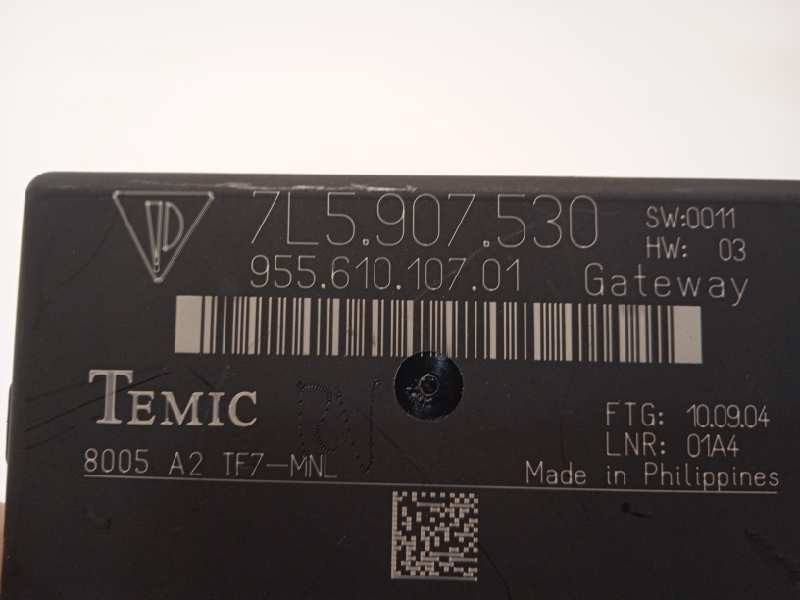 7L5.907.530
SW:0011
HW: 03
955.610.107.01
Gateway
TEMIC
FTG: 10.09.04
LNR: 01A4
8005 A2 TF7-MNL
Made in Philippines